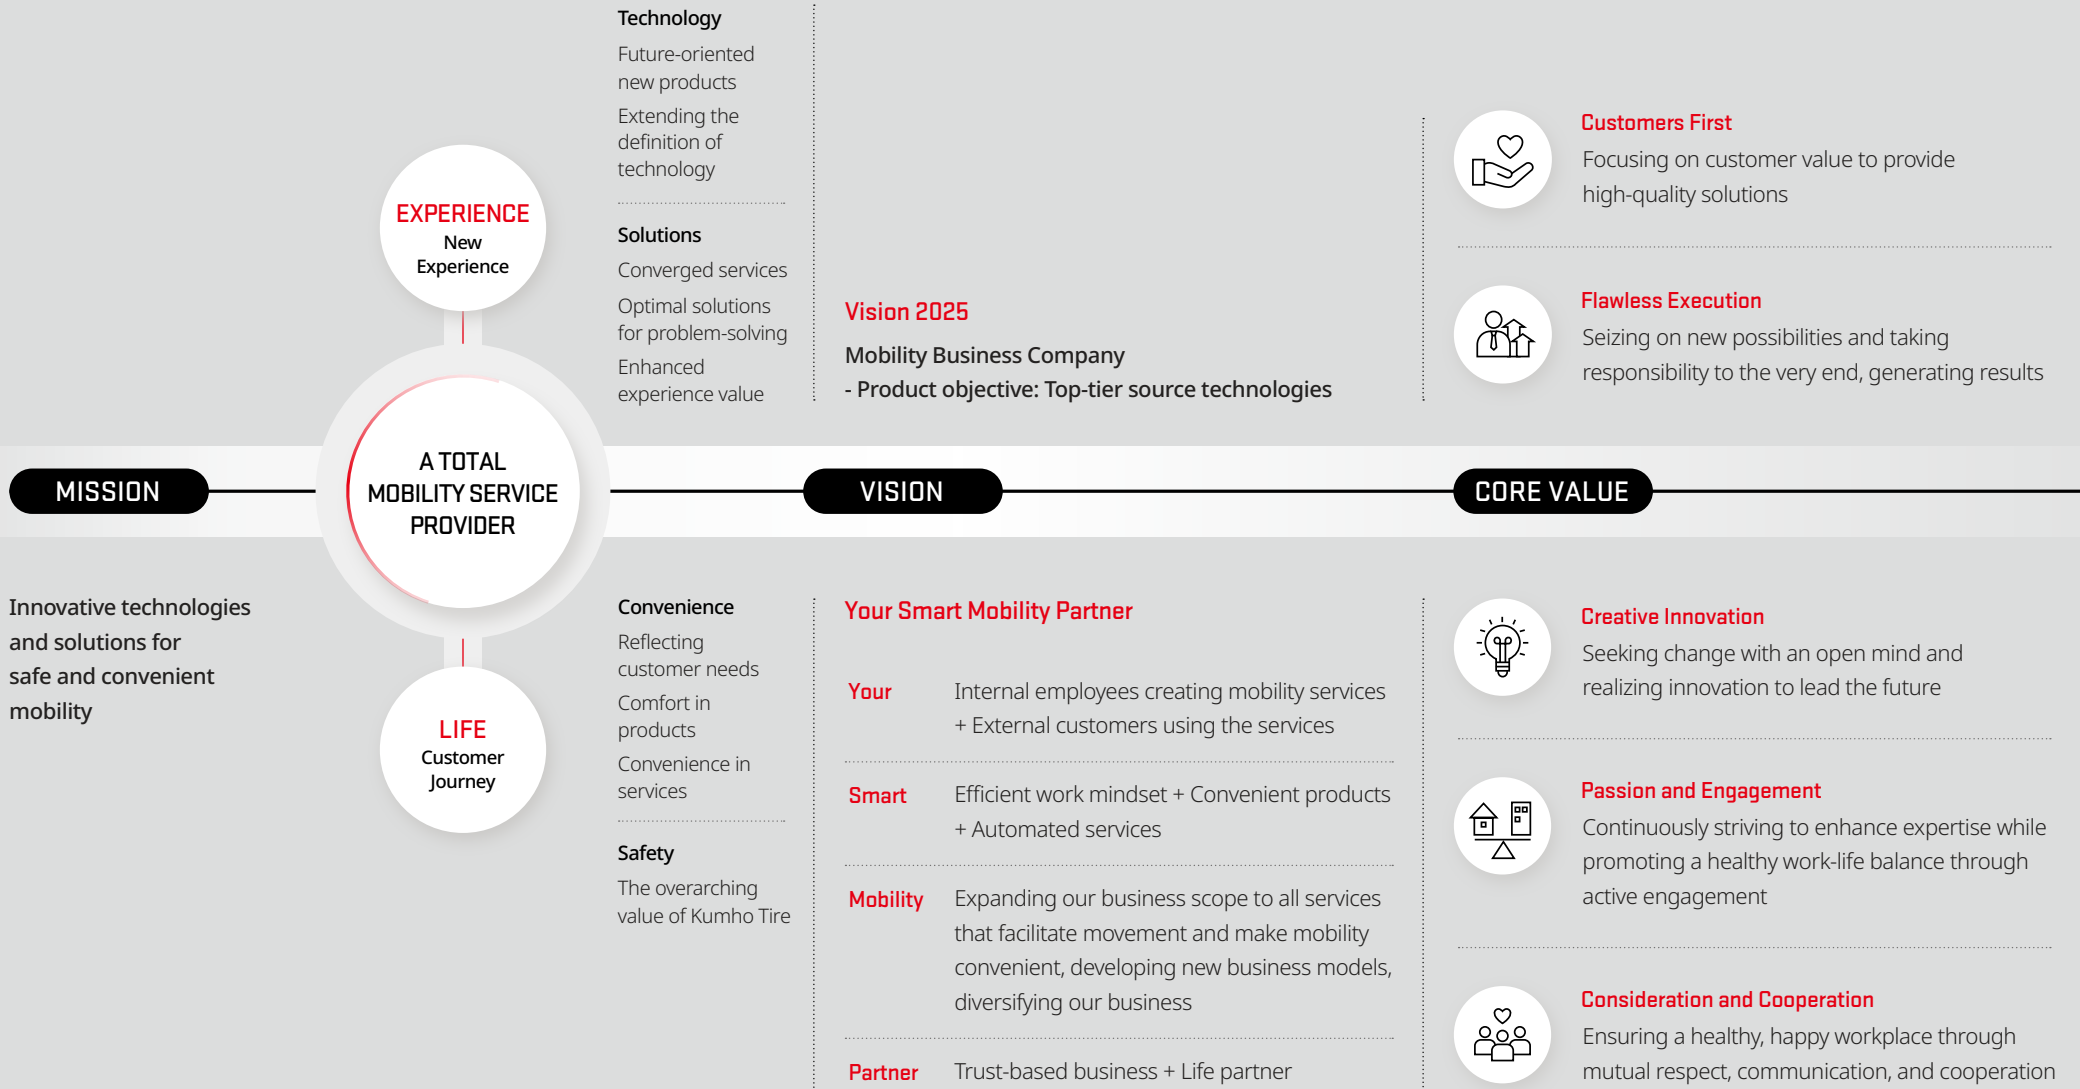 MISSION
Innovative technologies
and solutions for
safe and convenient
mobility
EXPERIENCE
New
Experience
A TOTAL
MOBILITY SERVICE
PROVIDER
LIFE
Customer
Journey
Technology
Future-oriented
new products
Extending the
definition of
technology
Solutions
Converged services
Optimal solutions
for problem-solving
Enhanced
experience value
Convenience
Reflecting
customer needs
Comfort in
products
Convenience in
services
Safety
The overarching
value of Kumho Tire
VISION
Vision 2025
Mobility Business Company
- Product objective: Top-tier source technologies
Your Smart Mobility Partner
Your
Internal employees creating mobility services
+ External customers using the services
Smart
Efficient work mindset + Convenient products
+ Automated services
Mobility
Expanding our business scope to all services
that facilitate movement and make mobility
convenient, developing new business models,
diversifying our business
Partner
Trust-based business + Life partner
CORE VALUE
Customers First
Focusing on customer value to provide
high-quality solutions
Flawless Execution
Seizing on new possibilities and taking
responsibility to the very end, generating results
Creative Innovation
Seeking change with an open mind and
realizing innovation to lead the future
Passion and Engagement
Continuously striving to enhance expertise while
promoting a healthy work-life balance through
active engagement
Consideration and Cooperation
Ensuring a healthy, happy workplace through
mutual respect, communication, and cooperation